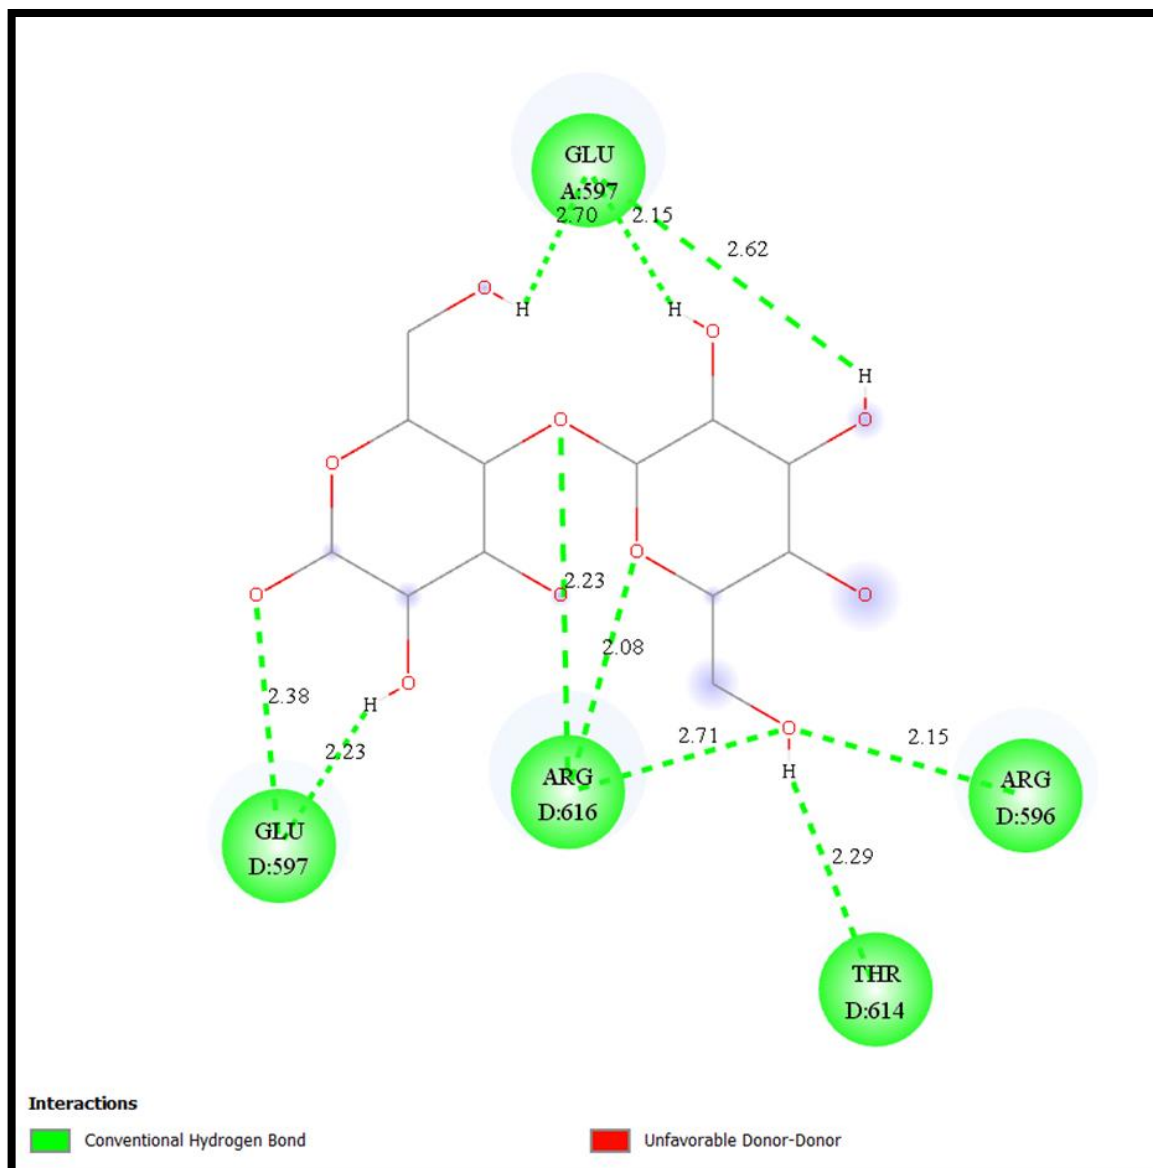 GLU
A:597
2.70
2.15
2.62
O
H
H
O
H
O
O
O
O
O
2.23
O
O
2.08
O
H
2.38
2.23
2.71
O
2.15
H
ARG
D:616
ARG
D:596
GLU
D:597
2.29
THR
D:614
Interactions
Conventional Hydrogen Bond
Unfavorable Donor-Donor